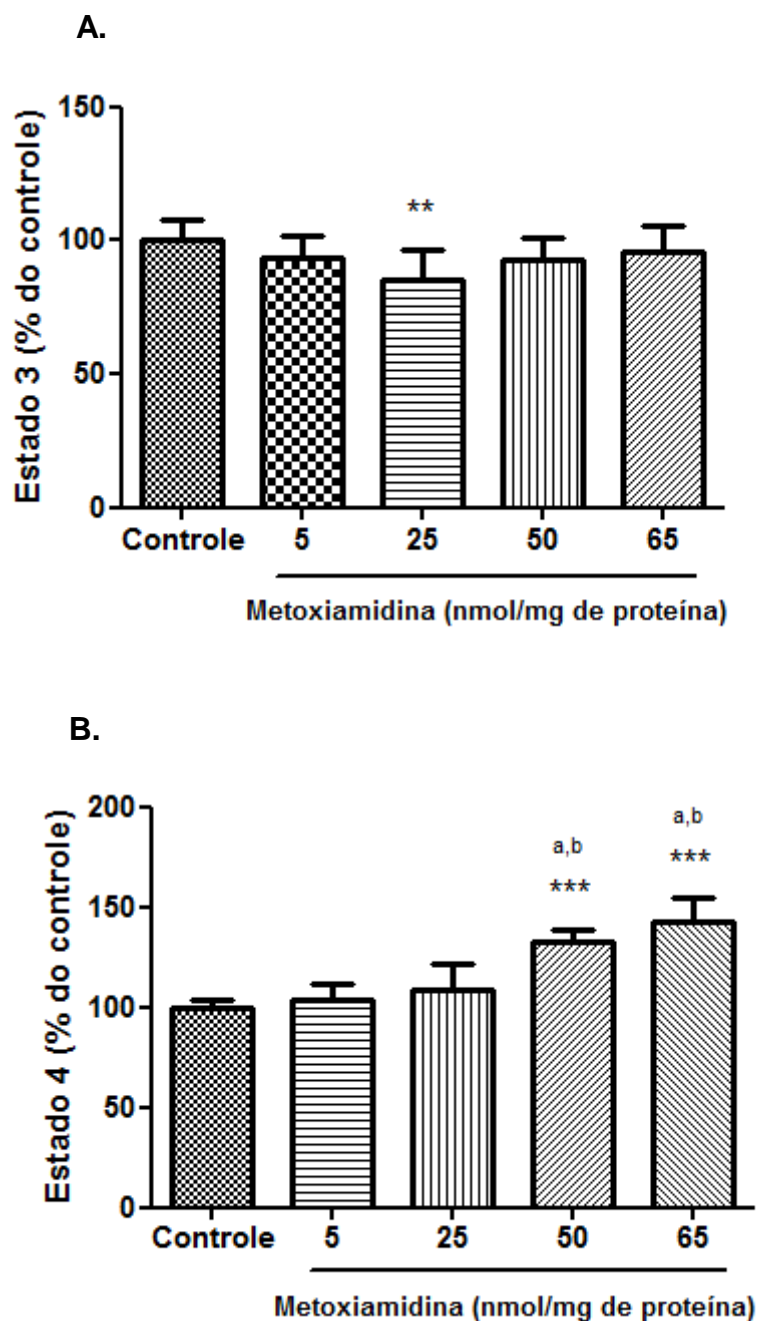 A.
Estado 3 (% do controle)
150
100
50
0
**
Controle 5 25 50 65
Metoxiamidina (nmol/mg de proteína)
B.
Estado 4 (% do controle)
200
150
100
50
0
a,b
***
a,b
***
Controle 5 25 50 65
Metoxiamidina (nmol/mg de proteína)